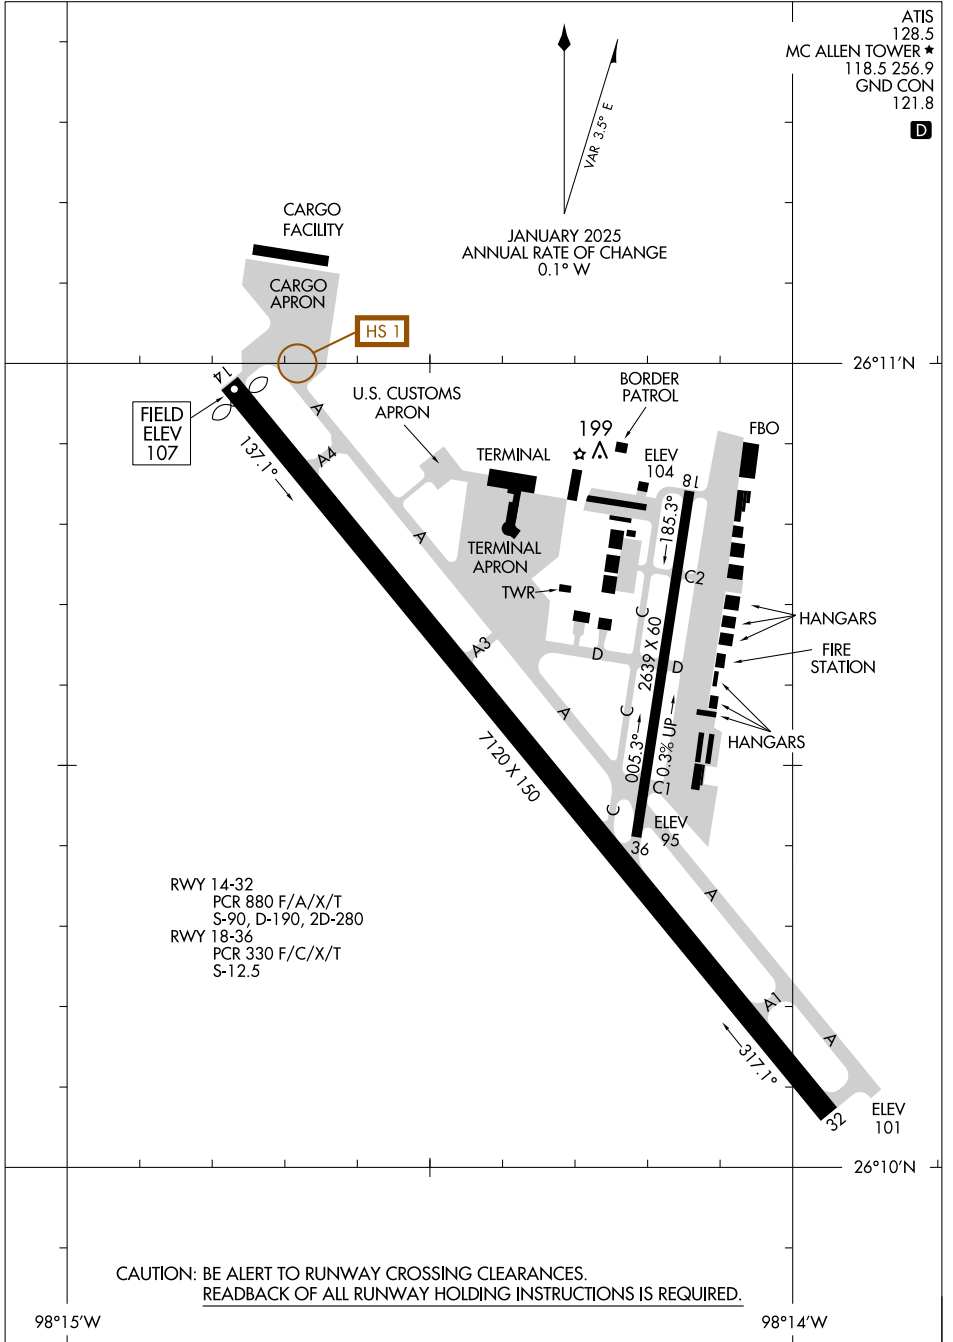 ATIS
128.5
MC ALLEN TOWER ★
118.5 256.9
GND CON
121.8
D
VAR 3.5° E
JANUARY 2025
ANNUAL RATE OF CHANGE
0.1° W
CARGO
FACILITY
CARGO
APRON
HS 1
26°11'N
14
FIELD
ELEV
107
137.1°
A
A4
U.S. CUSTOMS
APRON
BORDER
PATROL
199
TERMINAL
ELEV
104
FBO
18
185.3°
A
TERMINAL
APRON
TWR
C2
C
HANGARS
2639 X 60
FIRE
STATION
A3
D
D
A
C
HANGARS
7120 X 150
005.3°
0.3% UP
C1
C
ELEV
95
36
A
RWY 14-32
PCR 880 F/A/X/T
S-90, D-190, 2D-280
RWY 18-36
PCR 330 F/C/X/T
S-12.5
A1
A
317.1°
32
ELEV
101
26°10'N
CAUTION: BE ALERT TO RUNWAY CROSSING CLEARANCES.
READBACK OF ALL RUNWAY HOLDING INSTRUCTIONS IS REQUIRED.
98°15'W
98°14'W